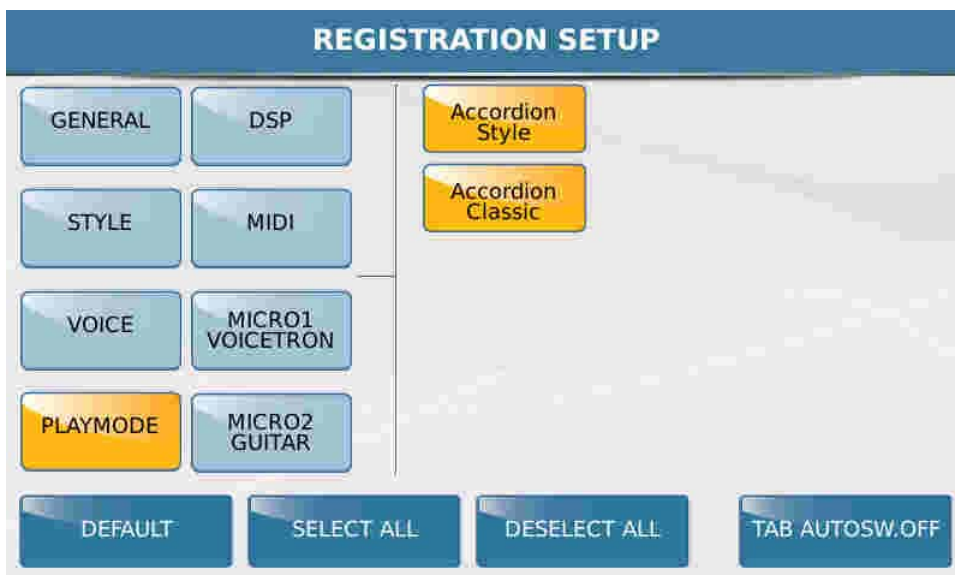 REGISTRATION SETUP
GENERAL
DSP
Accordion
Style
Accordion
Classic
STYLE
MIDI
VOICE
MICRO1
VOICETRON
PLAYMODE
MICRO2
GUITAR
DEFAULT
SELECT ALL
DESELECT ALL
TAB AUTOSW.OFF